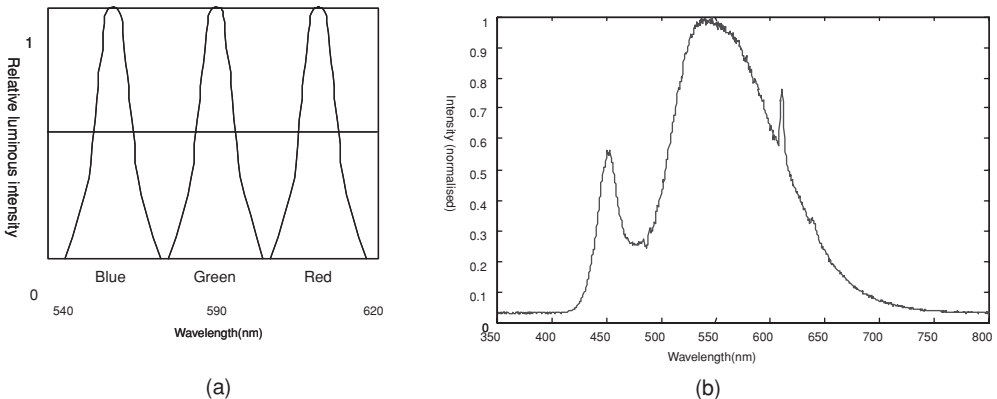 1
Relative luminous intensity
0
Blue Green Red
540 590 620
Wavelength(nm)
(a)
1
0.9
0.8
0.7
0.6
0.5
0.4
0.3
0.2
0.1
0
Intensity (normalised)
350 400 450 500 550 600 650 700 750 800
Wavelength(nm)
(b)